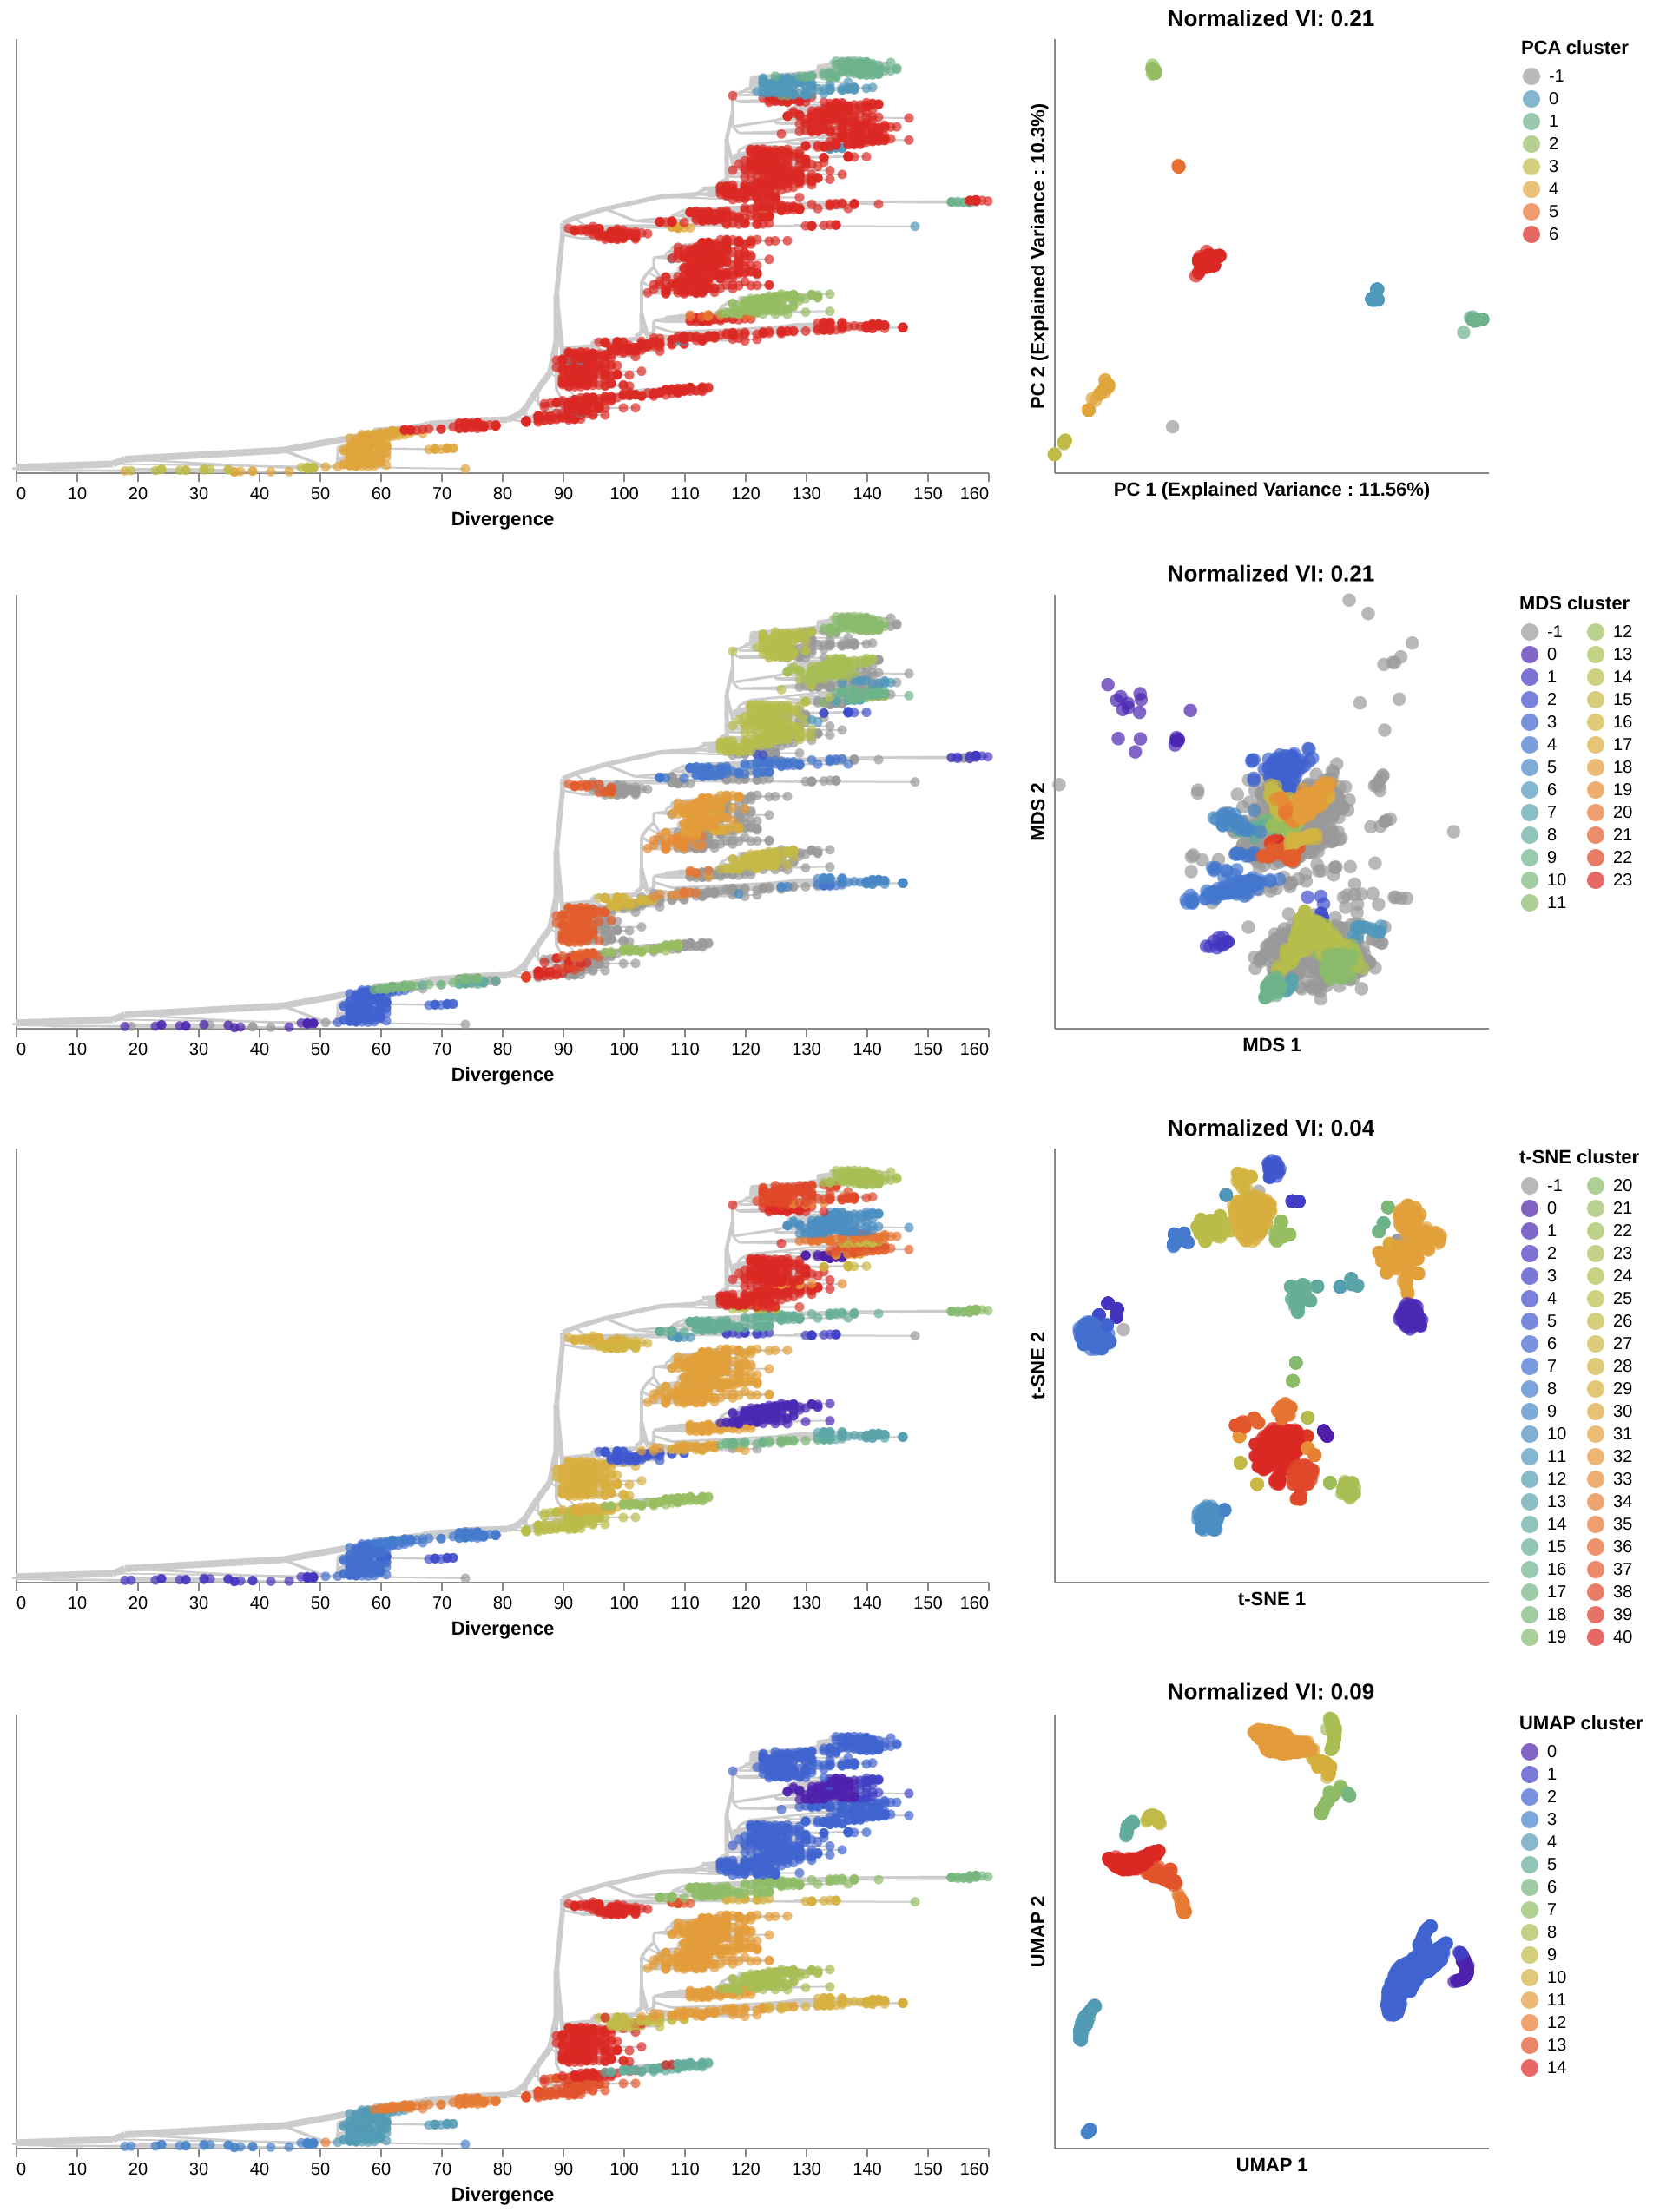 Normalized VI: 0.21
PCA cluster
-1
0
1
2
3
4
5
6
PC 2 (Explained Variance : 10.3%)
0 10 20 30 40 50 60 70 80 90 100 110 120 130 140 150 160
Divergence
PC 1 (Explained Variance : 11.56%)
Normalized VI: 0.21
MDS cluster
-1 12
0 13
1 14
2 15
3 16
4 17
5 18
6 19
7 20
8 21
9 22
10 23
11
MDS 2
0 10 20 30 40 50 60 70 80 90 100 110 120 130 140 150 160
Divergence
MDS 1
Normalized VI: 0.04
t-SNE cluster
-1 20
0 21
1 22
2 23
3 24
4 25
5 26
6 27
7 28
8 29
9 30
10 31
11 32
12 33
13 34
14 35
15 36
16 37
17 38
18 39
19 40
t-SNE 2
0 10 20 30 40 50 60 70 80 90 100 110 120 130 140 150 160
Divergence
t-SNE 1
Normalized VI: 0.09
UMAP cluster
0
1
2
3
4
5
6
7
8
9
10
11
12
13
14
UMAP 2
0 10 20 30 40 50 60 70 80 90 100 110 120 130 140 150 160
Divergence
UMAP 1